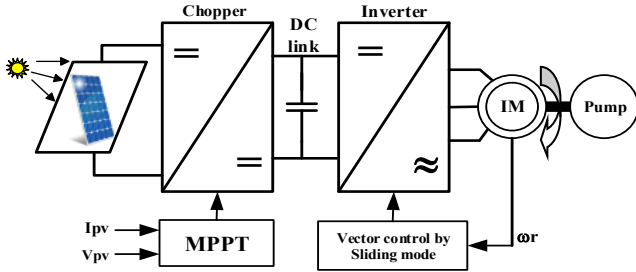 Chopper
DC
link
Inverter
IM
Pump
Ipv
Vpv
MPPT
Vector control by
Sliding mode
ωr